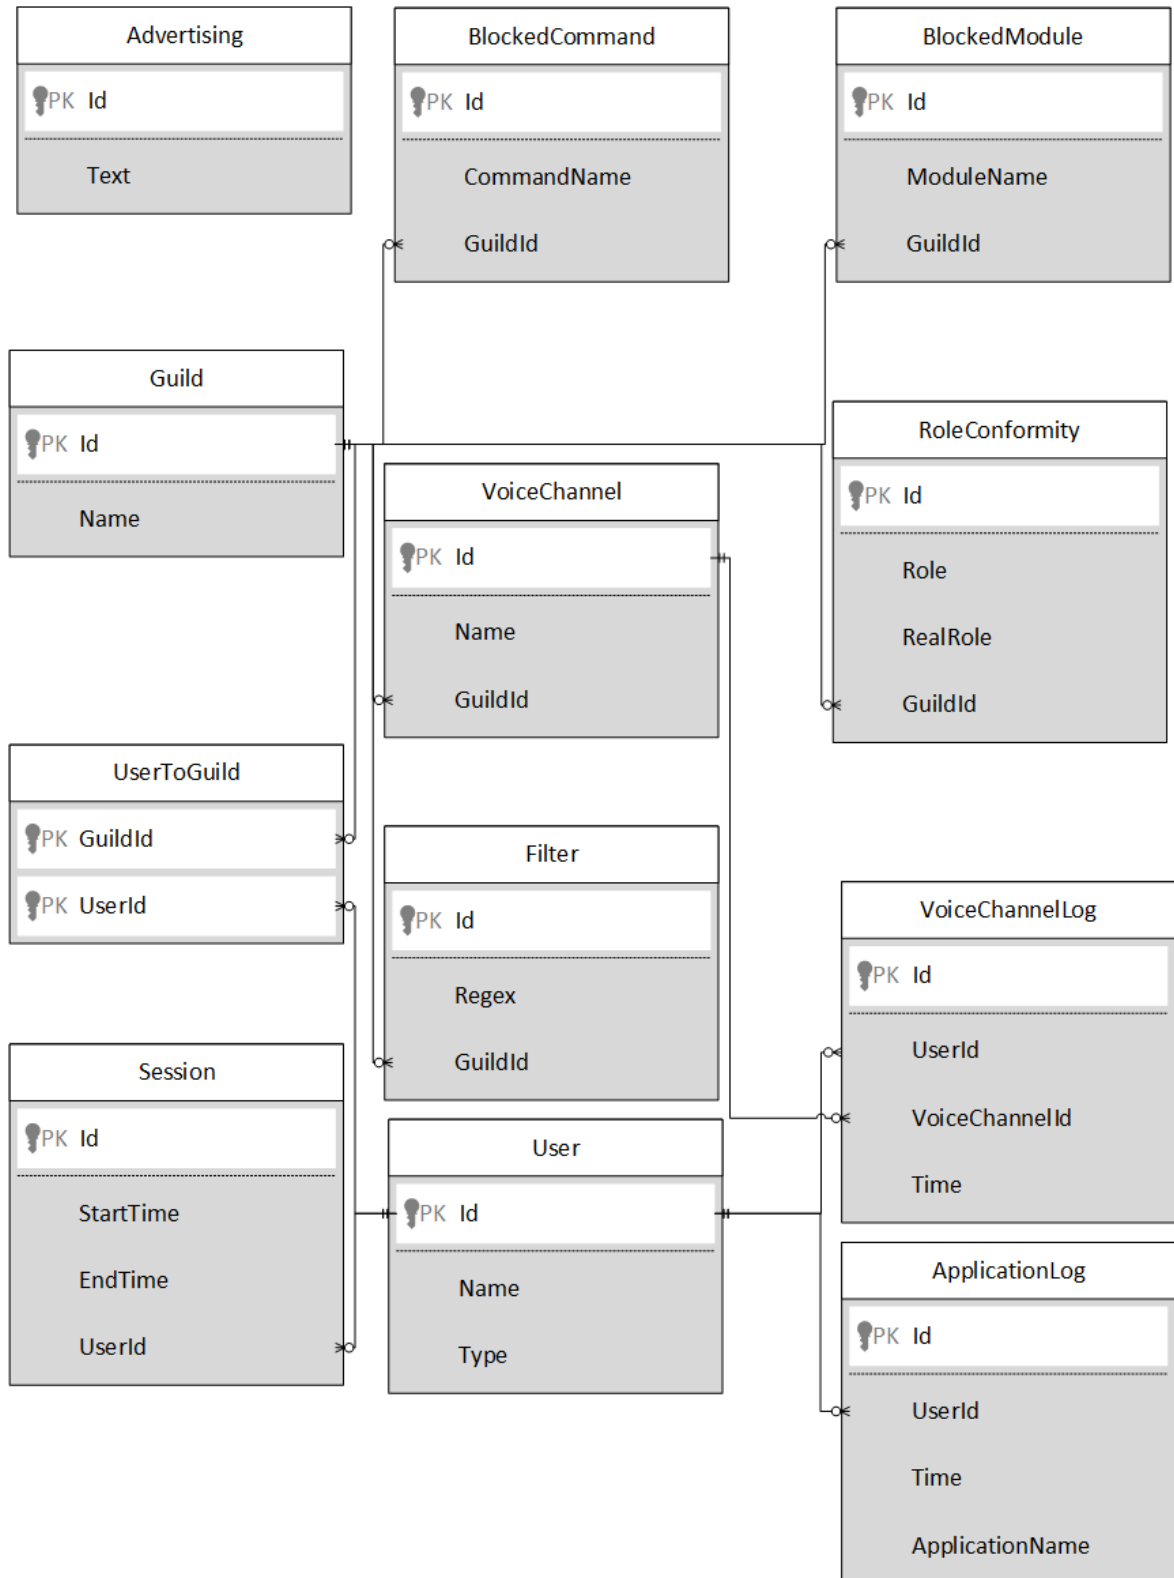 Advertising
PK Id
Text
BlockedCommand
PK Id
CommandName
GuildId
BlockedModule
PK Id
ModuleName
GuildId
Guild
PK Id
Name
VoiceChannel
PK Id
Name
GuildId
RoleConformity
PK Id
Role
RealRole
GuildId
UserToGuild
PK GuildId
PK UserId
Filter
PK Id
Regex
GuildId
VoiceChannelLog
PK Id
UserId
VoiceChannelId
Time
Session
PK Id
StartTime
EndTime
UserId
User
PK Id
Name
Type
ApplicationLog
PK Id
UserId
Time
ApplicationName